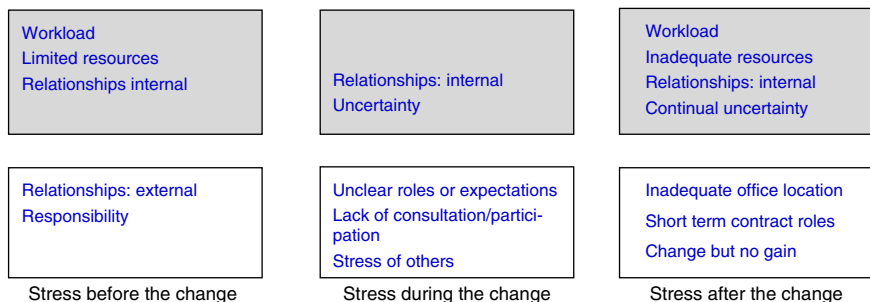 Workload
Limited resources
Relationships internal
Relationships: internal
Uncertainty
Workload
Inadequate resources
Relationships: internal
Continual uncertainty
Relationships: external
Responsibility
Unclear roles or expectations
Lack of consultation/partici-
pation
Stress of others
Inadequate office location
Short term contract roles
Change but no gain
Stress before the change
Stress during the change
Stress after the change